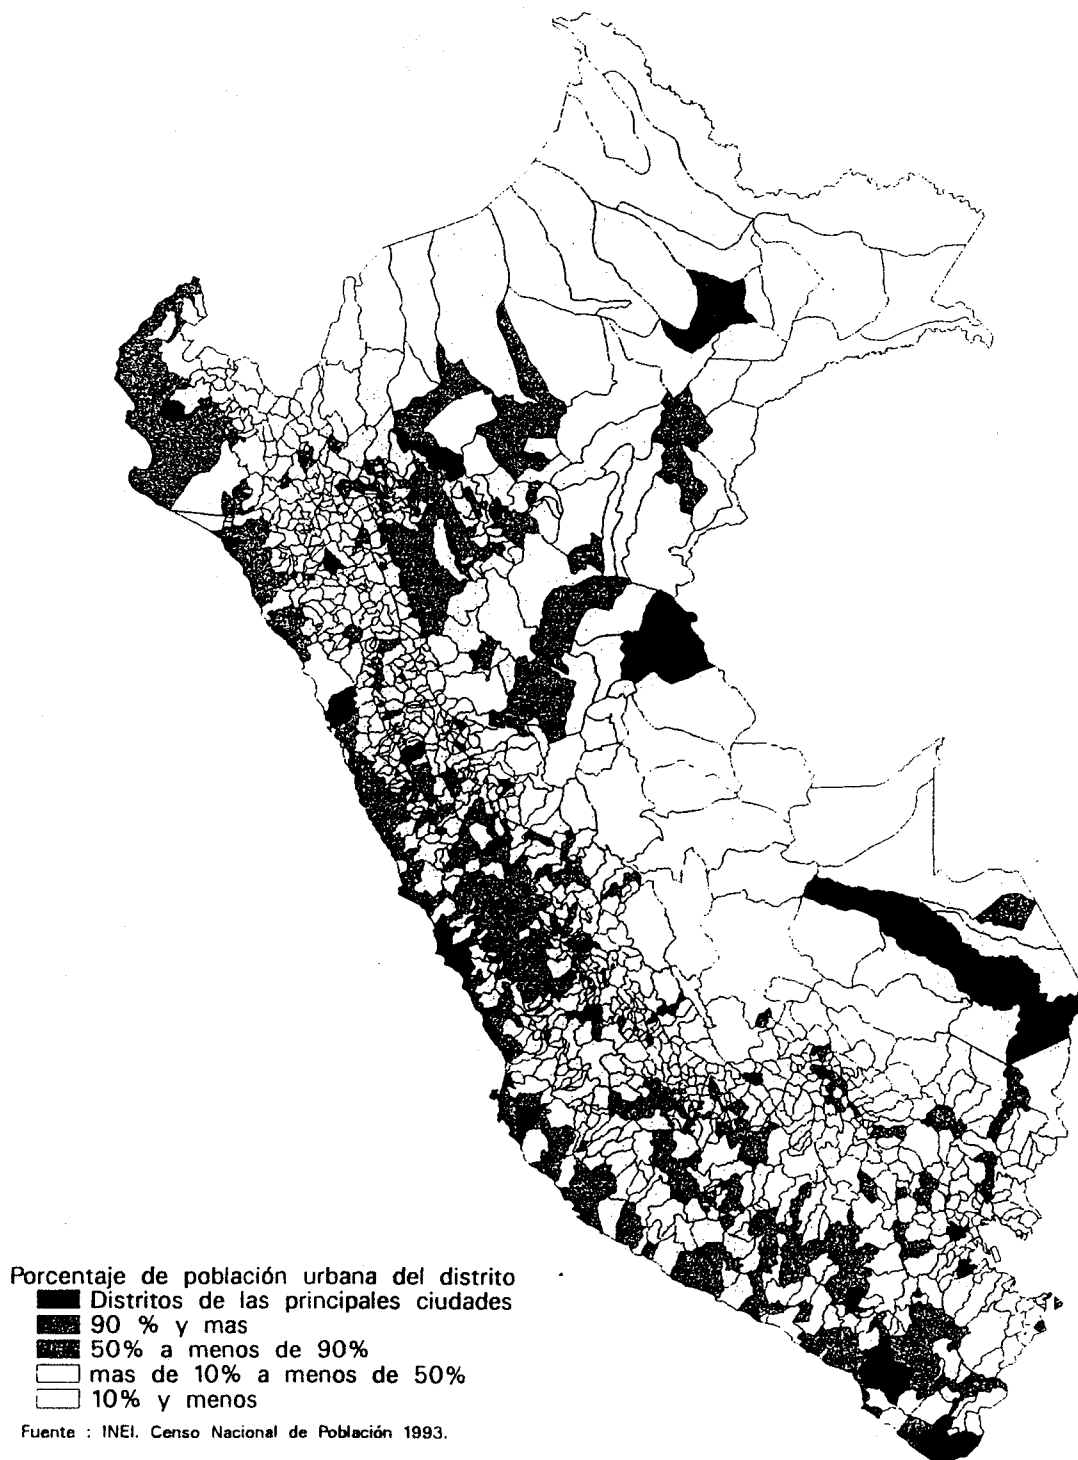 Porcentaje de población urbana del distrito
Distritos de las principales ciudades
90 % y mas
50% a menos de 90%
mas de 10% a menos de 50%
10% y menos
Fuente : INEI. Censo Nacional de Población 1993.